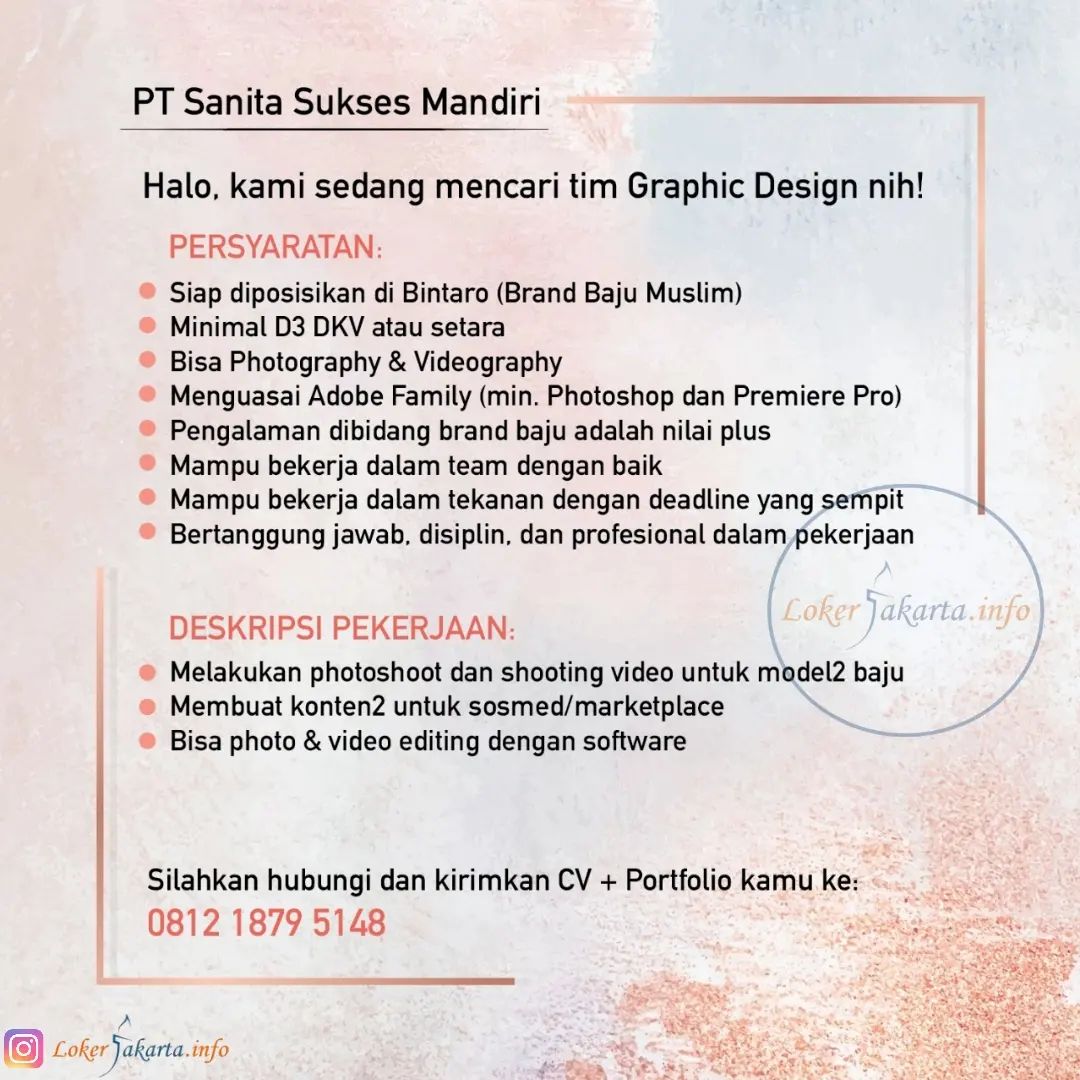 PT Sanita Sukses Mandiri
Halo, kami sedang mencari tim Graphic Design nih!
PERSYARATAN:
Siap diposisikan di Bintaro (Brand Baju Muslim)
Minimal D3 DKV atau setara
Bisa Photography & Videography
Menguasai Adobe Family (min. Photoshop dan Premiere Pro)
Pengalaman dibidang brand baju adalah nilai plus
Mampu bekerja dalam team dengan baik
Mampu bekerja dalam tekanan dengan deadline yang sempit
Bertanggung jawab, disiplin, dan profesional dalam pekerjaan
Loker Jakarta.info
DESKRIPSI PEKERJAAN:
Melakukan photoshoot dan shooting video untuk model2 baju
Membuat konten2 untuk sosmed/marketplace
Bisa photo & video editing dengan software
Silahkan hubungi dan kirimkan CV + Portfolio kamu ke:
0812 1879 5148
Loker Jakarta.info